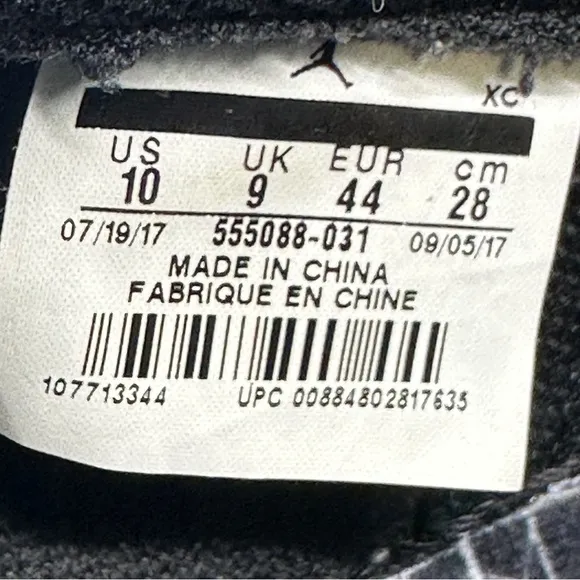 XC
US UK EUR cm
10 9 44 28
07/19/17 555088-031 09/05/17
MADE IN CHINA
FABRIQUE EN CHINE
107713344 UPC 00884802817635